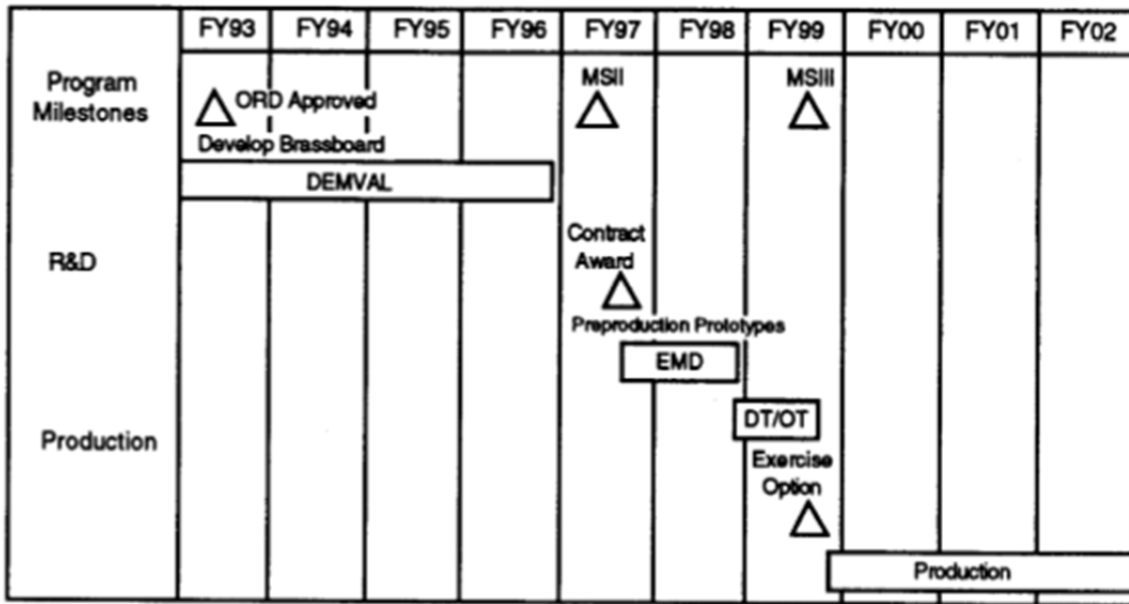 FY93 FY94 FY95 FY96 FY97 FY98 FY99 FY00 FY01 FY02
Program
Milestones
ORD Approved
MSII
MSIII
Develop Brassboard
DEMVAL
R&D
Contract
Award
Preproduction Prototypes
EMD
DT/OT
Production
Exercise
Option
Production